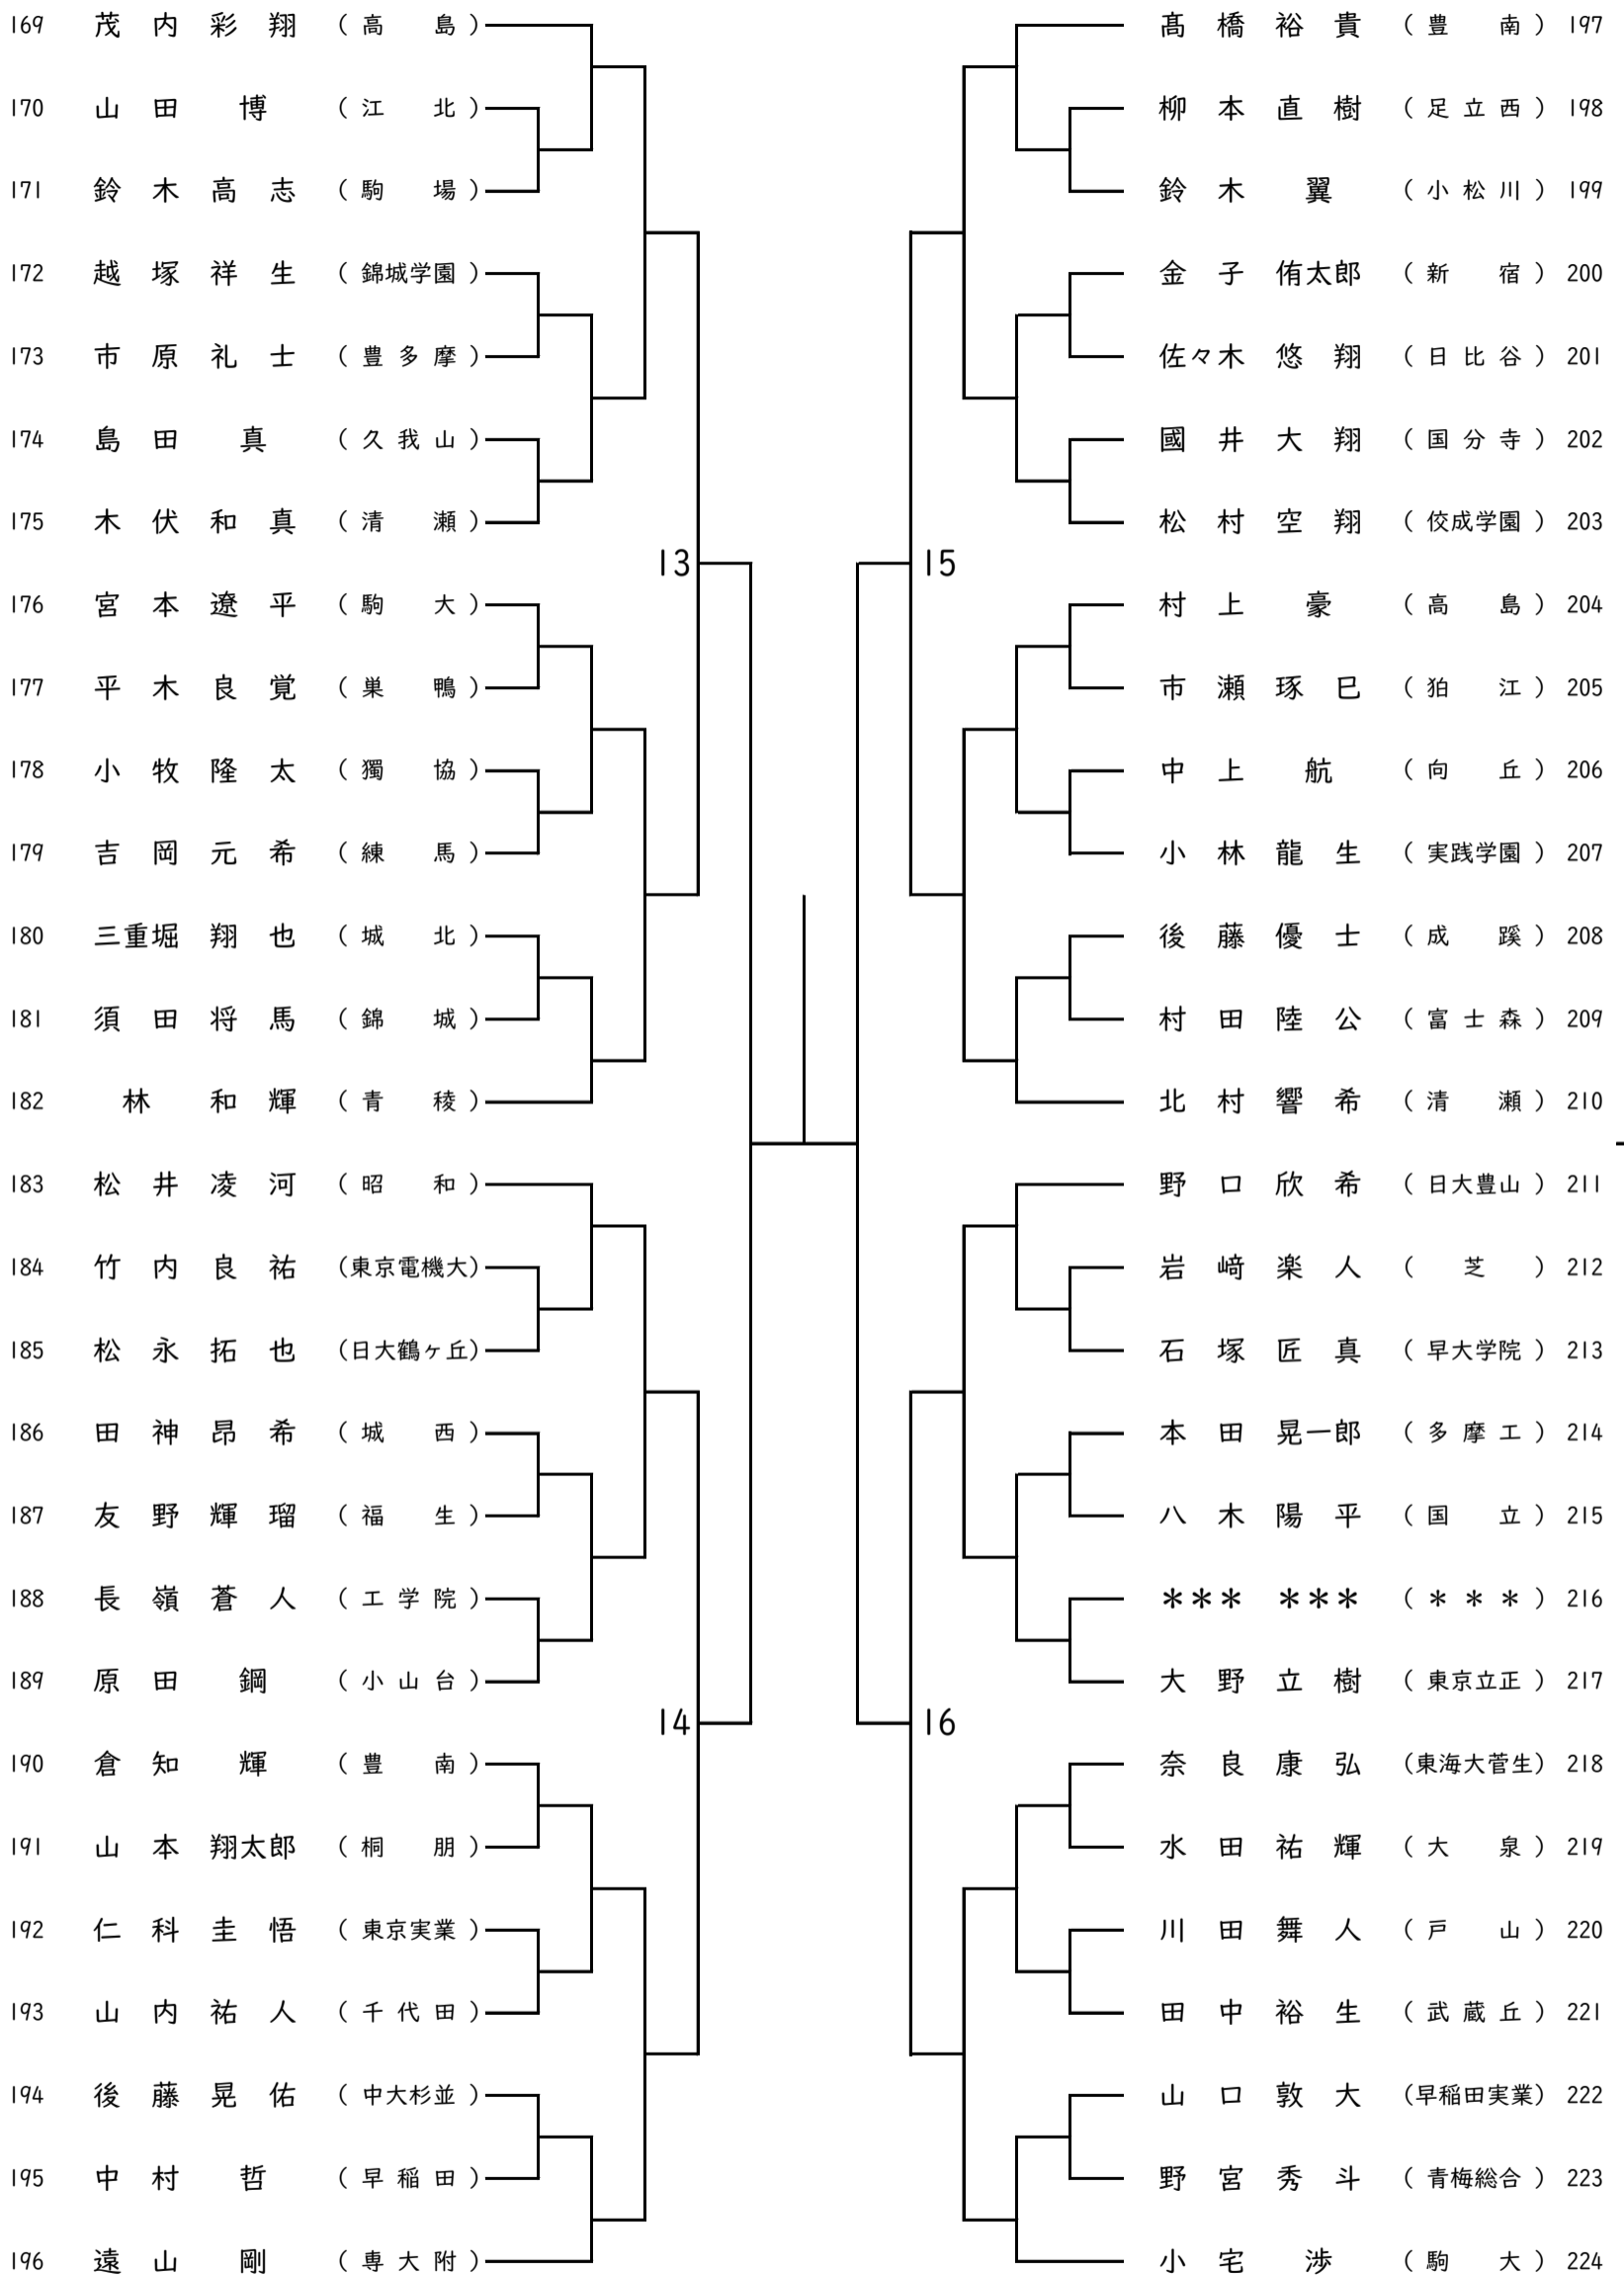 169 茂内彩翔 (高島) 髙橋裕貴 (豊南) 197
170 山田博 (江北) 柳本直樹 (足立西) 198
171 鈴木高志 (駒場) 鈴木翼 (小松川) 199
172 越塚祥生 (錦城学園) 金子侑太郎 (新宿) 200
173 市原礼士 (豊多摩) 佐々木悠翔 (日比谷) 201
174 島田真 (久我山) 國井大翔 (国分寺) 202
175 木伏和真 (清瀬) 松村空翔 (佼成学園) 203
13 15
176 宮本遼平 (駒大) 村上豪 (高島) 204
177 平木良覚 (巣鴨) 市瀬琢巳 (狛江) 205
178 小牧隆太 (獨協) 中上航 (向丘) 206
179 吉岡元希 (練馬) 小林龍生 (実践学園) 207
180 三重堀翔也 (城北) 後藤優士 (成蹊) 208
181 須田将馬 (錦城) 村田陸公 (富士森) 209
182 林和輝 (青稜) 北村響希 (清瀬) 210
183 松井凌河 (昭和) 野口欣希 (日大豊山) 211
184 竹内良祐 (東京電機大) 岩﨑楽人 (芝) 212
185 松永拓也 (日大鶴ヶ丘) 石塚匠真 (早大学院) 213
186 田神昂希 (城西) 本田晃一郎 (多摩工) 214
187 友野輝瑠 (福生) 八木陽平 (国立) 215
188 長嶺蒼人 (工学院) *** *** (***) 216
189 原田鋼 (小山台) 大野立樹 (東京立正) 217
14 16
190 倉知輝 (豊南) 奈良康弘 (東海大菅生) 218
191 山本翔太郎 (桐朋) 水田祐輝 (大泉) 219
192 仁科圭悟 (東京実業) 川田舞人 (戸山) 220
193 山内祐人 (千代田) 田中裕生 (武蔵丘) 221
194 後藤晃佑 (中大杉並) 山口敦大 (早稲田実業) 222
195 中村哲 (早稲田) 野宮秀斗 (青梅総合) 223
196 遠山剛 (専大附) 小宅渉 (駒大) 224